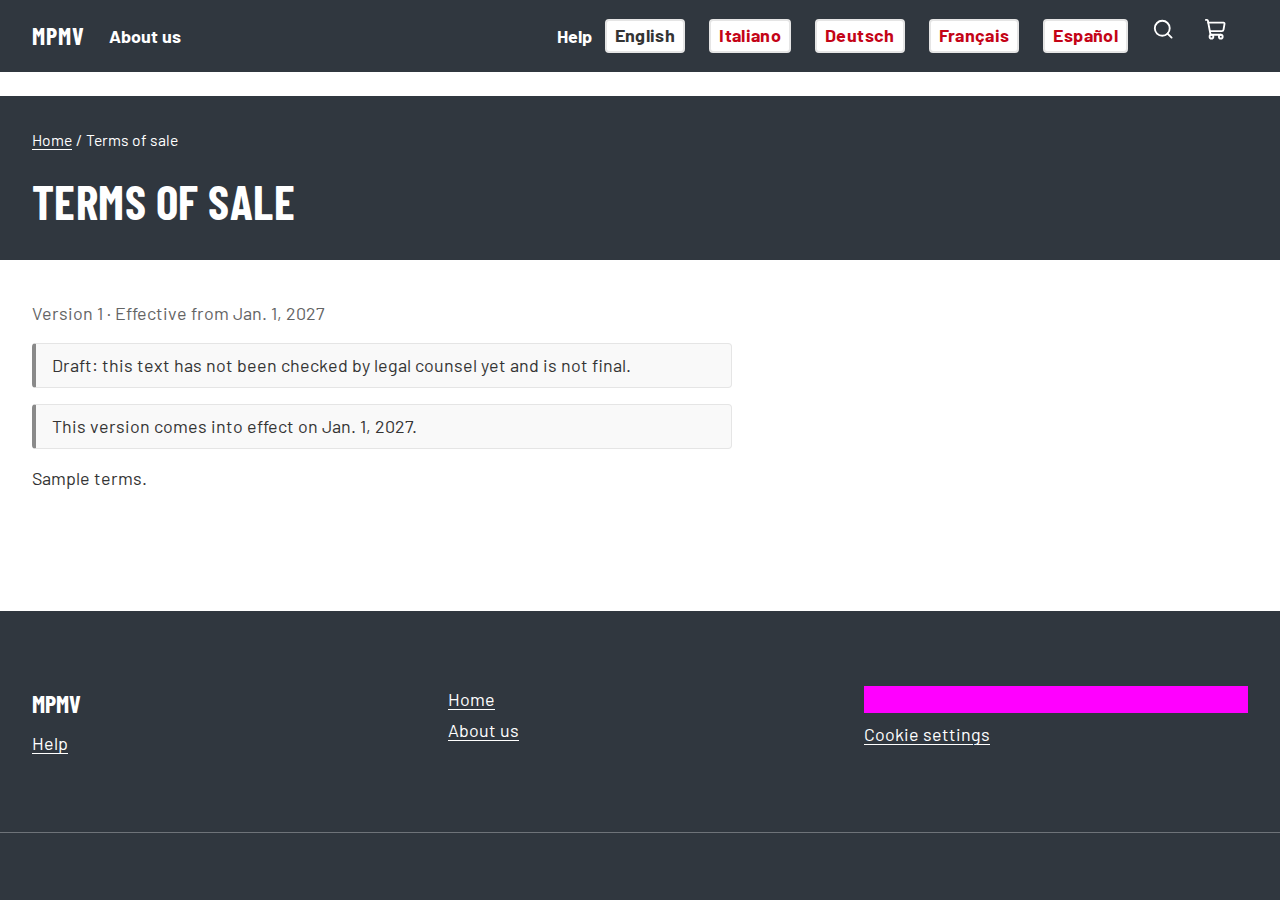 MPMV About us Help English Italiano Deutsch Français Español
Home / Terms of sale
TERMS OF SALE
Version 1 · Effective from Jan. 1, 2027
Draft: this text has not been checked by legal counsel yet and is not final.
This version comes into effect on Jan. 1, 2027.
Sample terms.
MPMV
Help
Home
About us
Cookie settings